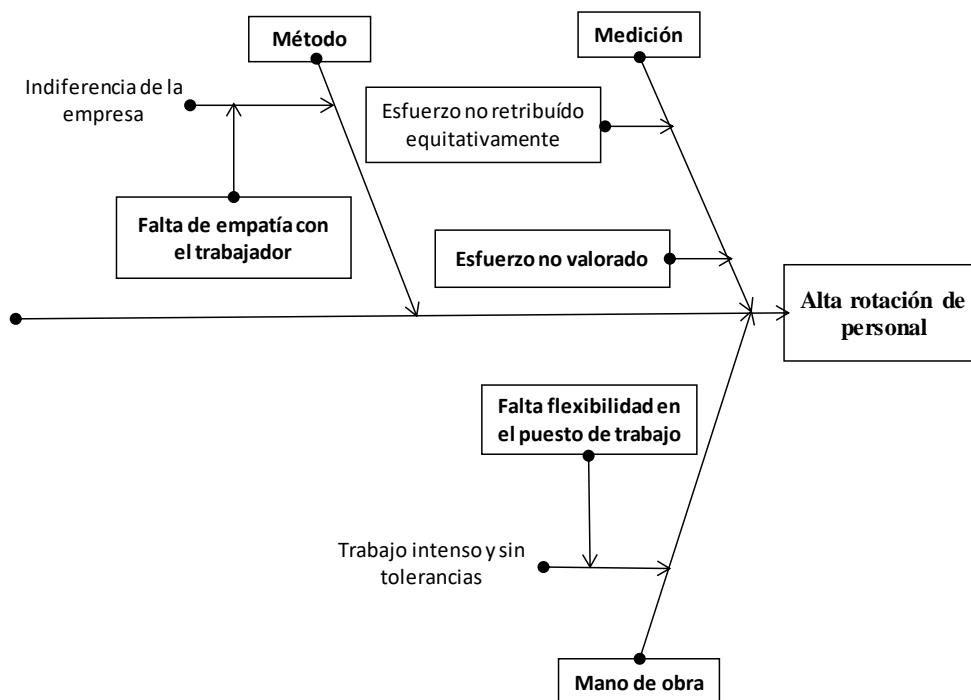 Método
Medición
Indiferencia de la
empresa
Esfuerzo no retribuído
equitativamente
Falta de empatía con
el trabajador
Esfuerzo no valorado
Alta rotación de
personal
Falta flexibilidad en
el puesto de trabajo
Trabajo intenso y sin
tolerancias
Mano de obra